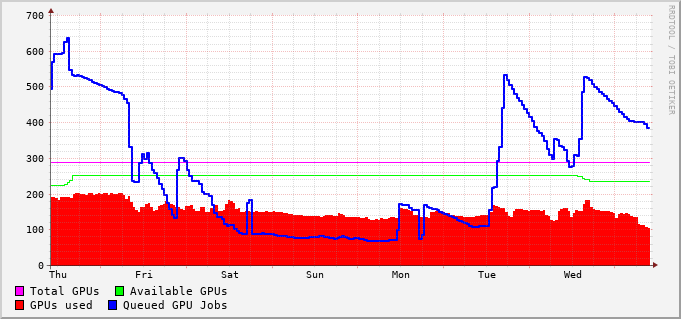 700
600
500
400
300
200
100
0
Thu Fri Sat Sun Mon Tue Wed
Total GPUs Available GPUs
GPUs used Queued GPU Jobs
RRDTOOL / TOBI OETIKER